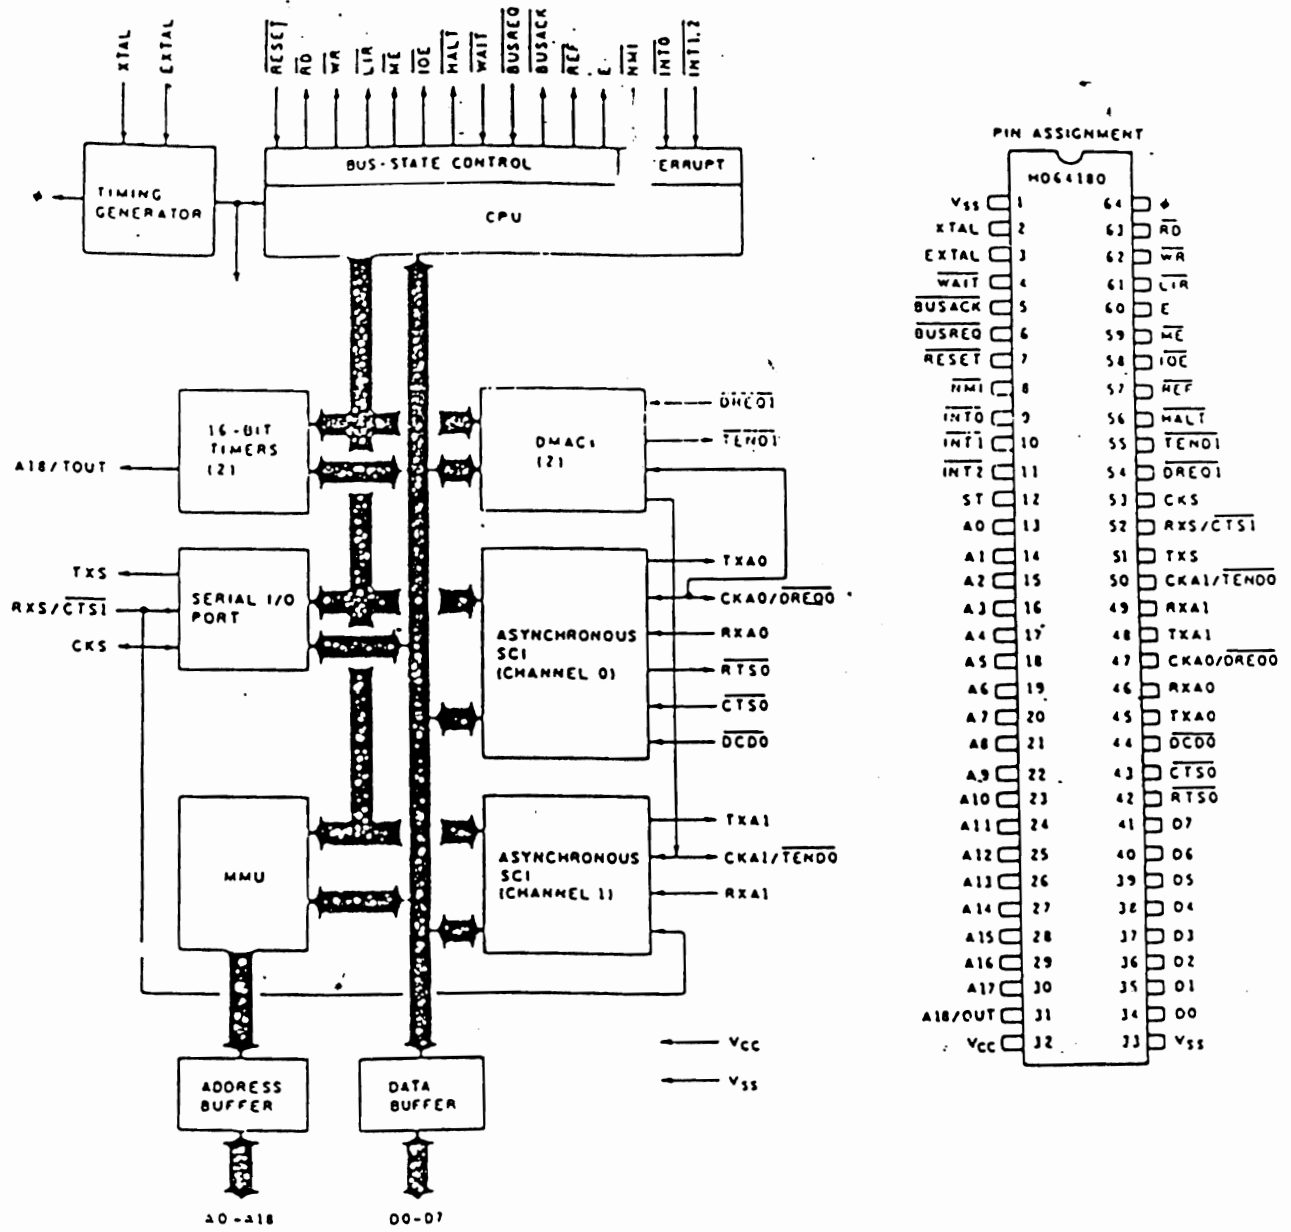 XTAL
EXTAL
RESET
RD
WR
LIR
ME
IOE
HALT
WAIT
BUSREQ
BUSACK
REF
E
NMI
INT0
INT1,2
TIMING
GENERATOR
φ
BUS-STATE CONTROL
ERRUPT
CPU
16-BIT
TIMERS
(2)
A18/TOUT
DMACs
(2)
DREQ1
TEND1
TXS
RXS/CTS1
CKS
SERIAL I/O
PORT
ASYNCHRONOUS
SCI
(CHANNEL 0)
TXA0
CKA0/DREQ0
RXA0
RTS0
CTS0
DCD0
MMU
ASYNCHRONOUS
SCI
(CHANNEL 1)
TXA1
CKA1/TEND0
RXA1
ADDRESS
BUFFER
DATA
BUFFER
VCC
VSS
A0-A18
D0-D7
PIN ASSIGNMENT
HD64180
VSS 1 64 φ
XTAL 2 63 RD
EXTAL 3 62 WR
WAIT 4 61 LIR
BUSACK 5 60 E
BUSREQ 6 59 ME
RESET 7 58 IOE
NMI 8 57 REF
INT0 9 56 HALT
INT1 10 55 TEND1
INT2 11 54 DREQ1
ST 12 53 CKS
A0 13 52 RXS/CTS1
A1 14 51 TXS
A2 15 50 CKA1/TEND0
A3 16 49 RXA1
A4 17 48 TXA1
A5 18 47 CKA0/DREQ0
A6 19 46 RXA0
A7 20 45 TXA0
A8 21 44 DCD0
A9 22 43 CTS0
A10 23 42 RTS0
A11 24 41 D7
A12 25 40 D6
A13 26 39 D5
A14 27 38 D4
A15 28 37 D3
A16 29 36 D2
A17 30 35 D1
A18/OUT 31 34 D0
VCC 32 33 VSS